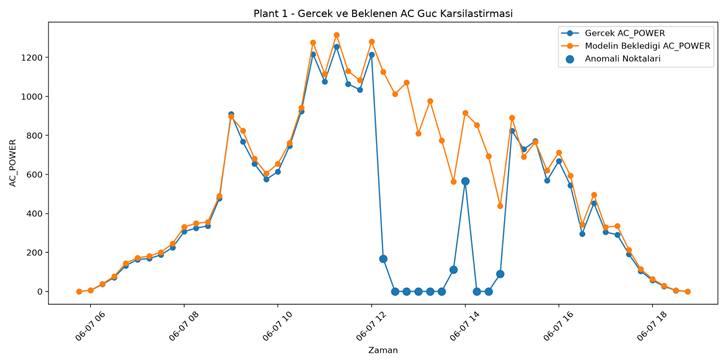 Plant 1 - Gercek ve Beklenen AC Guc Karsilastirmasi
Gercek AC_POWER
Modelin Bekledigi AC_POWER
Anomali Noktalari
AC_POWER
1200
1000
800
600
400
200
0
06-07 06
06-07 08
06-07 10
06-07 12
06-07 14
06-07 16
06-07 18
Zaman